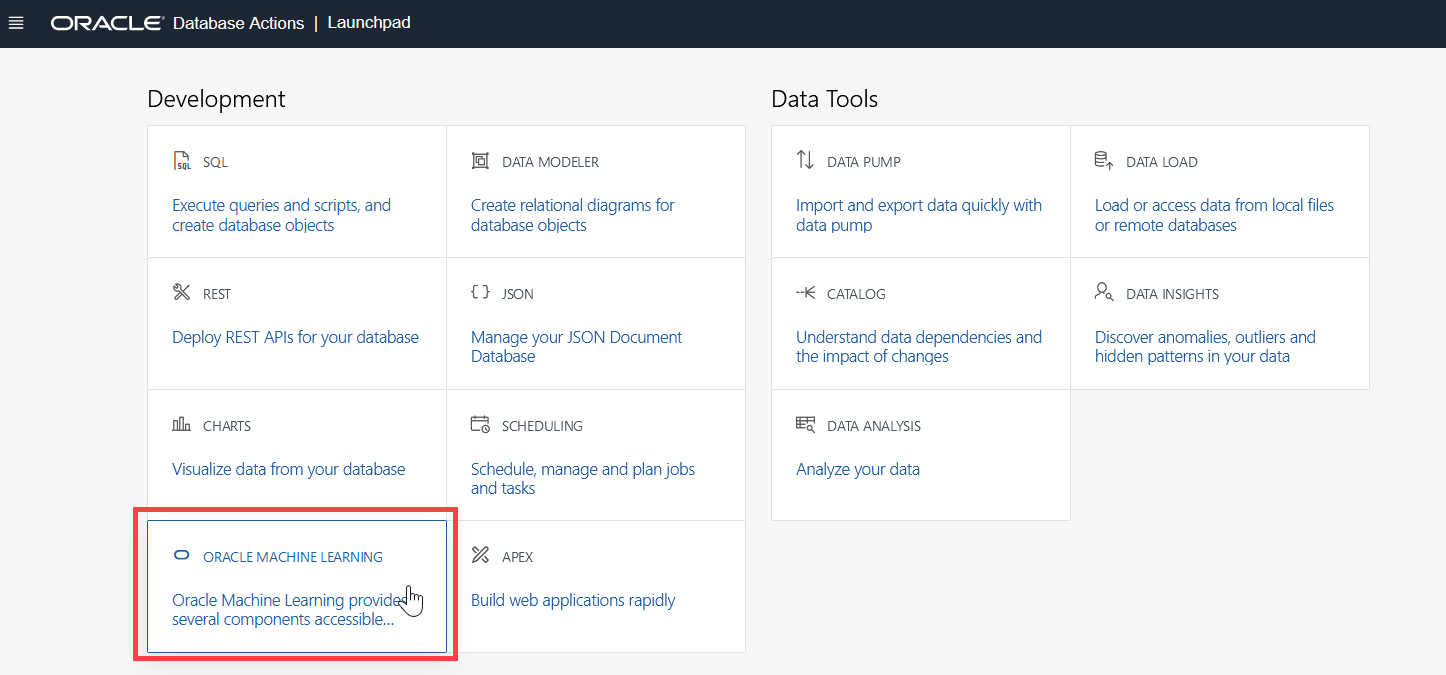 ORACLE Database Actions | Launchpad
Development
SQL
Execute queries and scripts, and
create database objects
DATA MODELER
Create relational diagrams for
database objects
REST
Deploy REST APIs for your database
JSON
Manage your JSON Document
Database
CHARTS
Visualize data from your database
SCHEDULING
Schedule, manage and plan jobs
and tasks
ORACLE MACHINE LEARNING
Oracle Machine Learning provides
several components accessible...
APEX
Build web applications rapidly
Data Tools
DATA PUMP
Import and export data quickly with
data pump
DATA LOAD
Load or access data from local files
or remote databases
CATALOG
Understand data dependencies and
the impact of changes
DATA INSIGHTS
Discover anomalies, outliers and
hidden patterns in your data
DATA ANALYSIS
Analyze your data